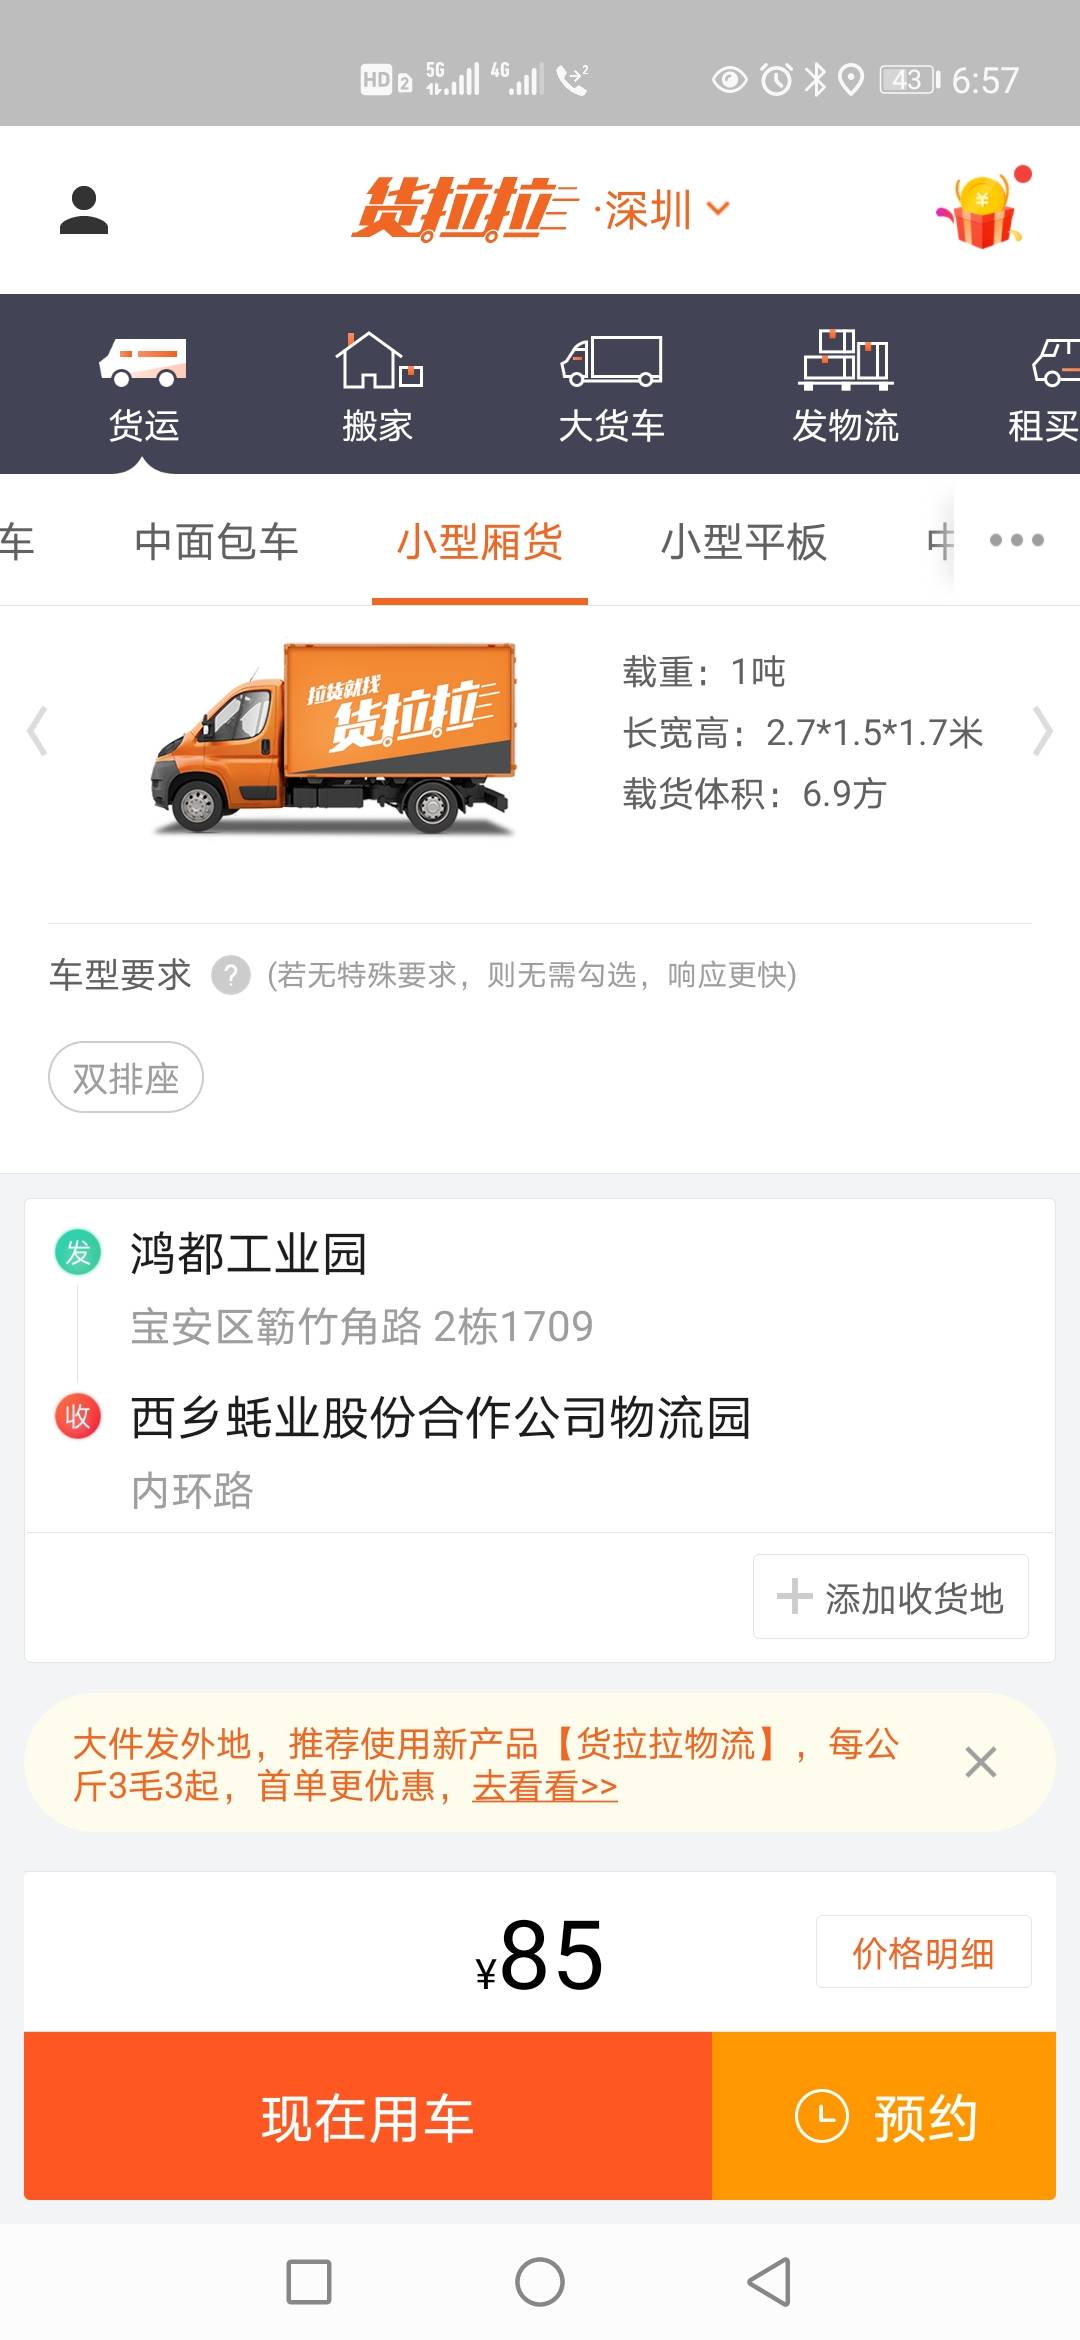 HD 2 5G 4G 2 43 6:57
货拉拉 ·深圳
货运 搬家 大货车 发物流 租买
车 中面包车 小型厢货 小型平板 中
载重：1吨
长宽高：2.7*1.5*1.7米
载货体积：6.9方
拉货就找
货拉拉
车型要求 ? (若无特殊要求，则无需勾选，响应更快)
双排座
发 鸿都工业园
宝安区簕竹角路 2栋1709
收 西乡蚝业股份合作公司物流园
内环路
添加收货地
大件发外地，推荐使用新产品【货拉拉物流】，每公
斤3毛3起，首单更优惠，去看看>>
¥85 价格明细
现在用车 预约